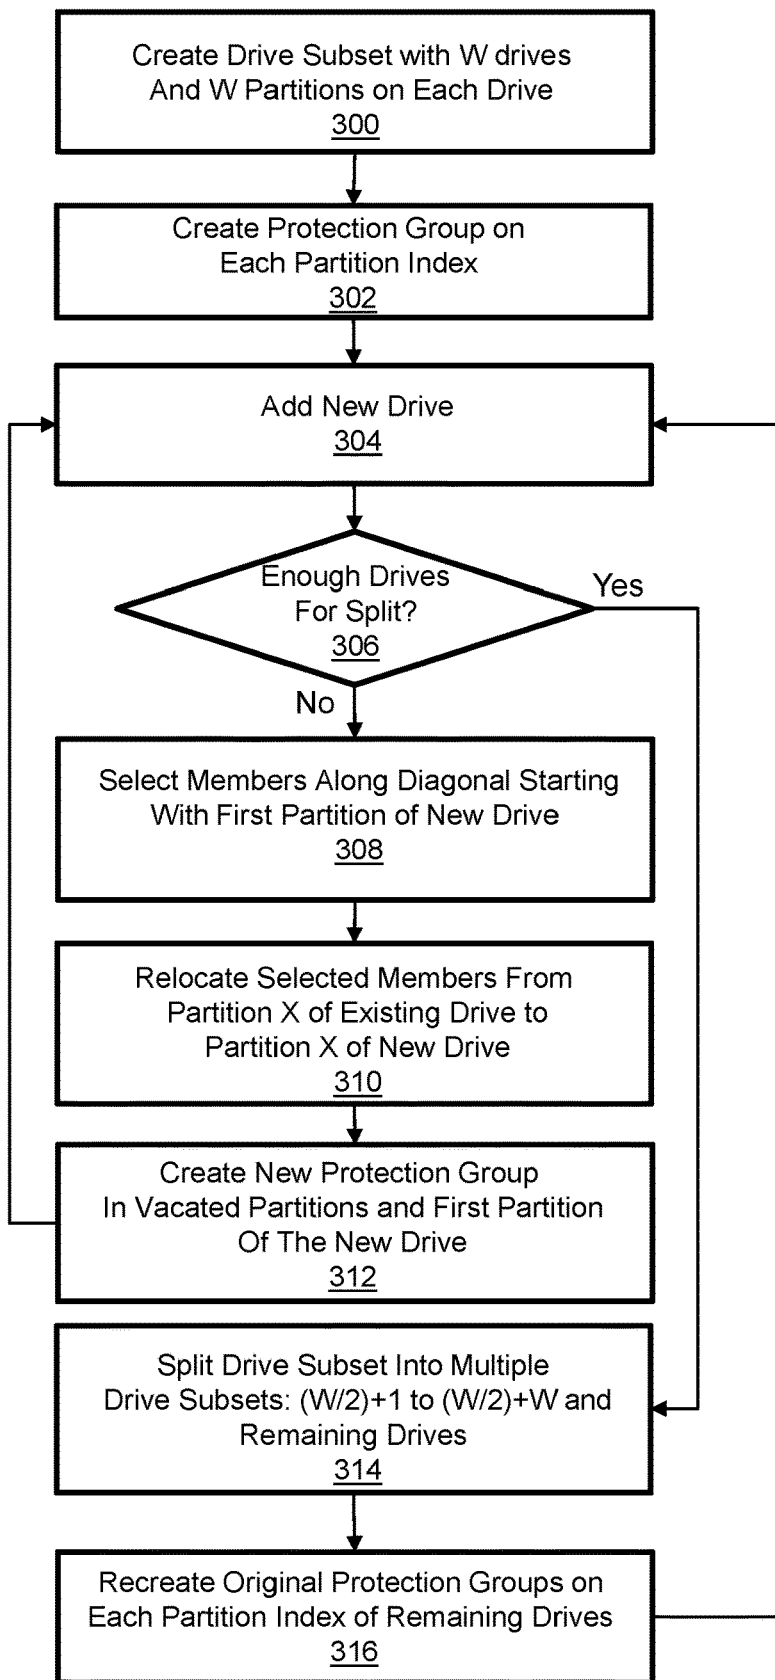 Create Drive Subset with W drives
And W Partitions on Each Drive
300
Create Protection Group on
Each Partition Index
302
Add New Drive
304
Enough Drives
For Split?
306
Yes
No
Select Members Along Diagonal Starting
With First Partition of New Drive
308
Relocate Selected Members From
Partition X of Existing Drive to
Partition X of New Drive
310
Create New Protection Group
In Vacated Partitions and First Partition
Of The New Drive
312
Split Drive Subset Into Multiple
Drive Subsets: (W/2)+1 to (W/2)+W and
Remaining Drives
314
Recreate Original Protection Groups on
Each Partition Index of Remaining Drives
316